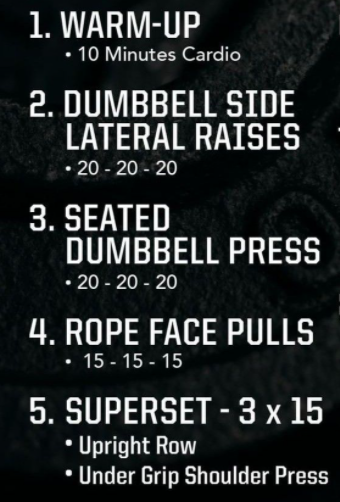 1. WARM-UP
• 10 Minutes Cardio
2. DUMBBELL SIDE
LATERAL RAISES
• 20 - 20 - 20
3. SEATED
DUMBBELL PRESS
• 20 - 20 - 20
4. ROPE FACE PULLS
• 15 - 15 - 15
5. SUPERSET - 3 x 15
• Upright Row
• Under Grip Shoulder Press